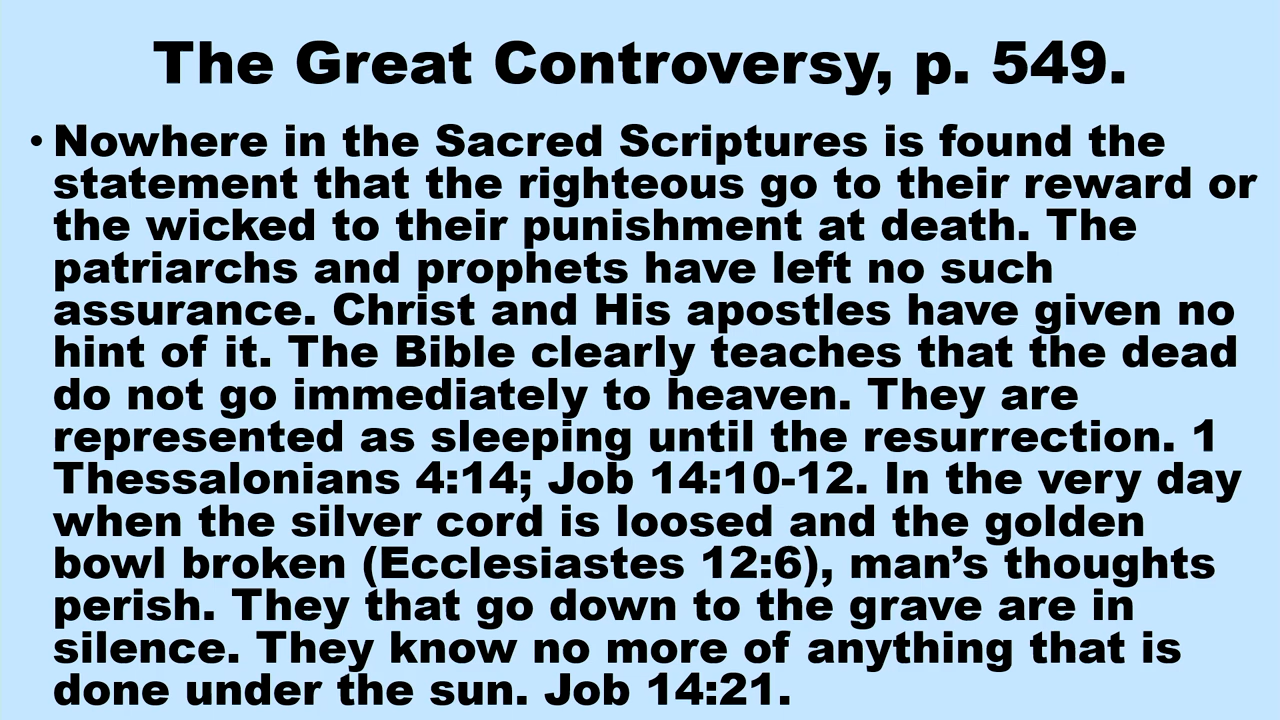 The Great Controversy, p. 549.
• Nowhere in the Sacred Scriptures is found the
statement that the righteous go to their reward or
the wicked to their punishment at death. The
patriarchs and prophets have left no such
assurance. Christ and His apostles have given no
hint of it. The Bible clearly teaches that the dead
do not go immediately to heaven. They are
represented as sleeping until the resurrection. 1
Thessalonians 4:14; Job 14:10-12. In the very day
when the silver cord is loosed and the golden
bowl broken (Ecclesiastes 12:6), man’s thoughts
perish. They that go down to the grave are in
silence. They know no more of anything that is
done under the sun. Job 14:21.